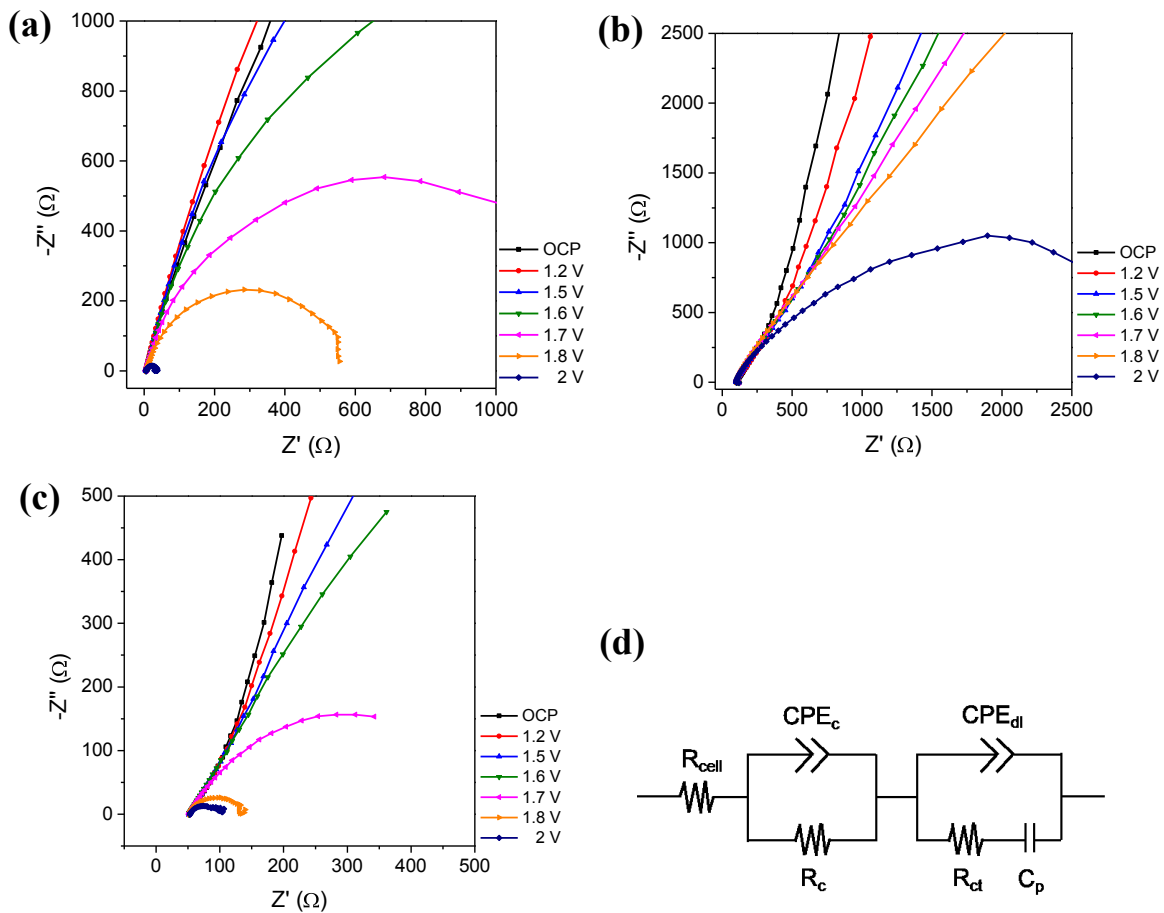 (a)
1000
800
600
400
200
0
-Z'' (Ω)
0 200 400 600 800 1000
Z' (Ω)
OCP
1.2 V
1.5 V
1.6 V
1.7 V
1.8 V
2 V
(b)
2500
2000
1500
1000
500
0
-Z'' (Ω)
0 500 1000 1500 2000 2500
Z' (Ω)
OCP
1.2 V
1.5 V
1.6 V
1.7 V
1.8 V
2 V
(c)
500
400
300
200
100
0
-Z'' (Ω)
0 100 200 300 400 500
Z' (Ω)
OCP
1.2 V
1.5 V
1.6 V
1.7 V
1.8 V
2 V
(d)
CPEc CPEdl
Rcell
Rc Rct Cp